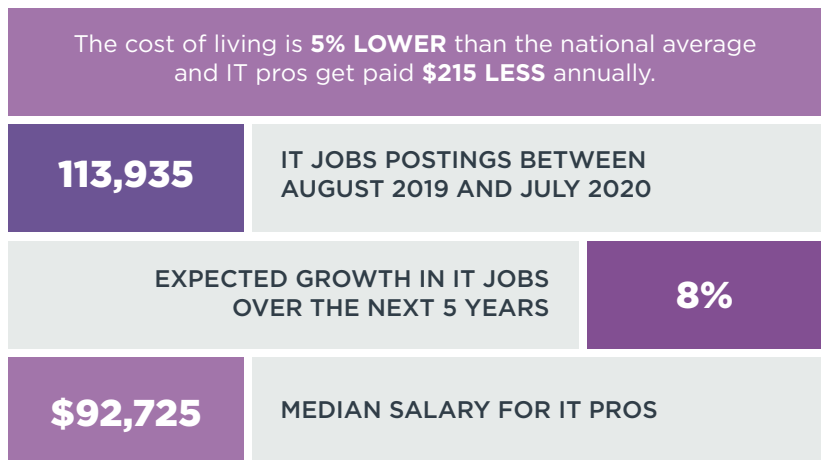 The cost of living is 5% LOWER than the national average
and IT pros get paid $215 LESS annually.
113,935
IT JOBS POSTINGS BETWEEN
AUGUST 2019 AND JULY 2020
EXPECTED GROWTH IN IT JOBS
OVER THE NEXT 5 YEARS
8%
$92,725
MEDIAN SALARY FOR IT PROS